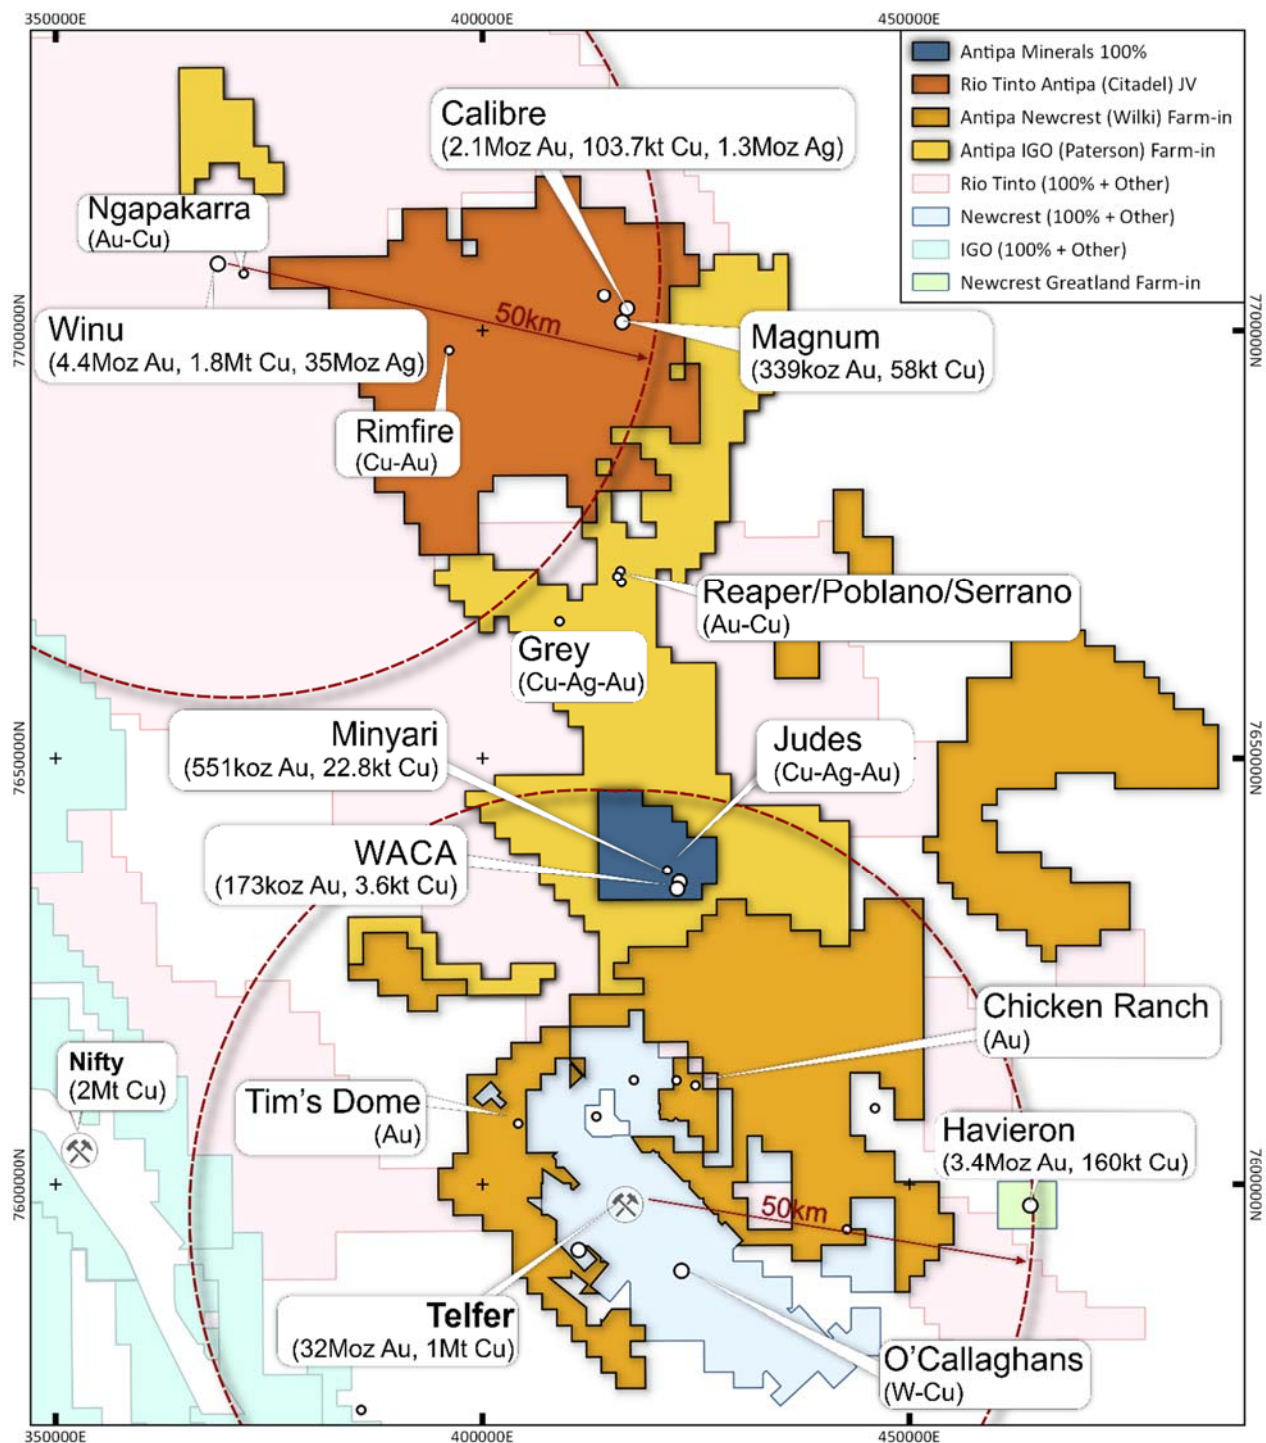 350000E
400000E
450000E
Antipa Minerals 100%
Rio Tinto Antipa (Citadel) JV
Antipa Newcrest (Wilki) Farm-in
Antipa IGO (Paterson) Farm-in
Rio Tinto (100% + Other)
Newcrest (100% + Other)
IGO (100% + Other)
Newcrest Greatland Farm-in
Calibre
(2.1Moz Au, 103.7kt Cu, 1.3Moz Ag)
Ngapakarra
(Au-Cu)
7700000N
50km
7700000N
Winu
(4.4Moz Au, 1.8Mt Cu, 35Moz Ag)
Magnum
(339koz Au, 58kt Cu)
Rimfire
(Cu-Au)
Reaper/Poblano/Serrano
(Au-Cu)
Grey
(Cu-Ag-Au)
Minyari
(551koz Au, 22.8kt Cu)
Judes
(Cu-Ag-Au)
7650000N
7650000N
WACA
(173koz Au, 3.6kt Cu)
Chicken Ranch
(Au)
Nifty
(2Mt Cu)
Tim's Dome
(Au)
Havieron
(3.4Moz Au, 160kt Cu)
7600000N
7600000N
50km
Telfer
(32Moz Au, 1Mt Cu)
O'Callaghans
(W-Cu)
350000E
400000E
450000E